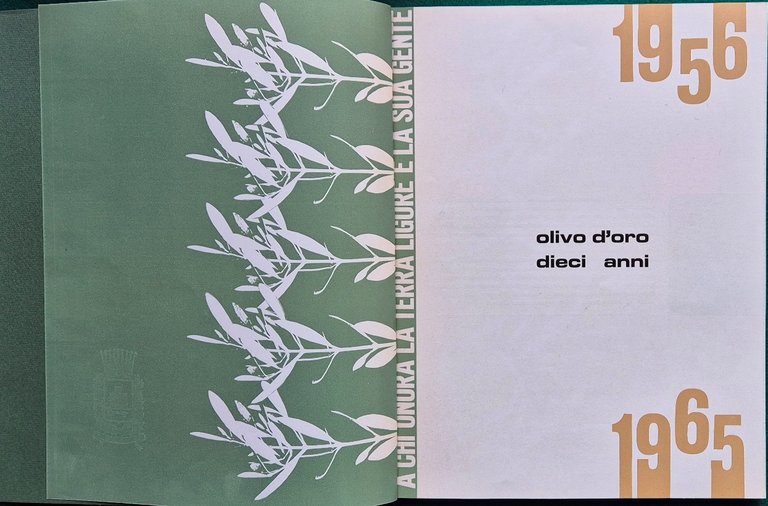 A CHI ONORA LA TERRA LIGURE E LA SUA GENTE
1956
olivo d'oro
dieci anni
1965